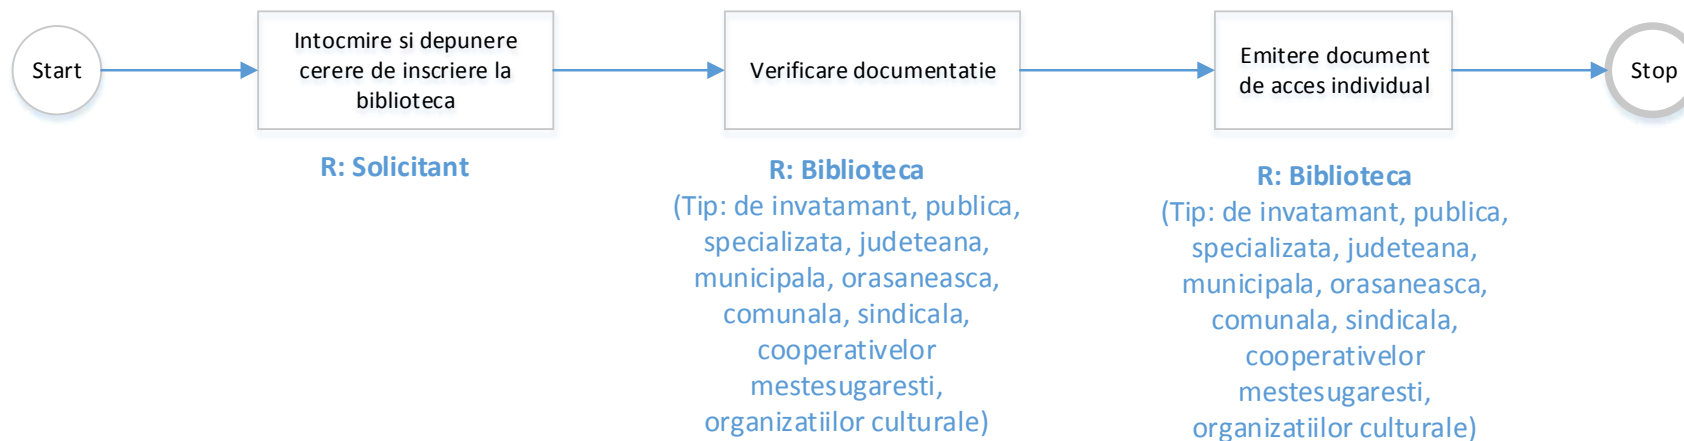 Start
Intocmire si depunere
cerere de inscriere la
biblioteca
R: Solicitant
Verificare documentatie
R: Biblioteca
(Tip: de invatamant, publica,
specializata, judeteana,
municipala, orasaneasca,
comunala, sindicala,
cooperativelor
mestesugaresti,
organizatiilor culturale)
Emitere document
de acces individual
R: Biblioteca
(Tip: de invatamant, publica,
specializata, judeteana,
municipala, orasaneasca,
comunala, sindicala,
cooperativelor
mestesugaresti,
organizatiilor culturale)
Stop